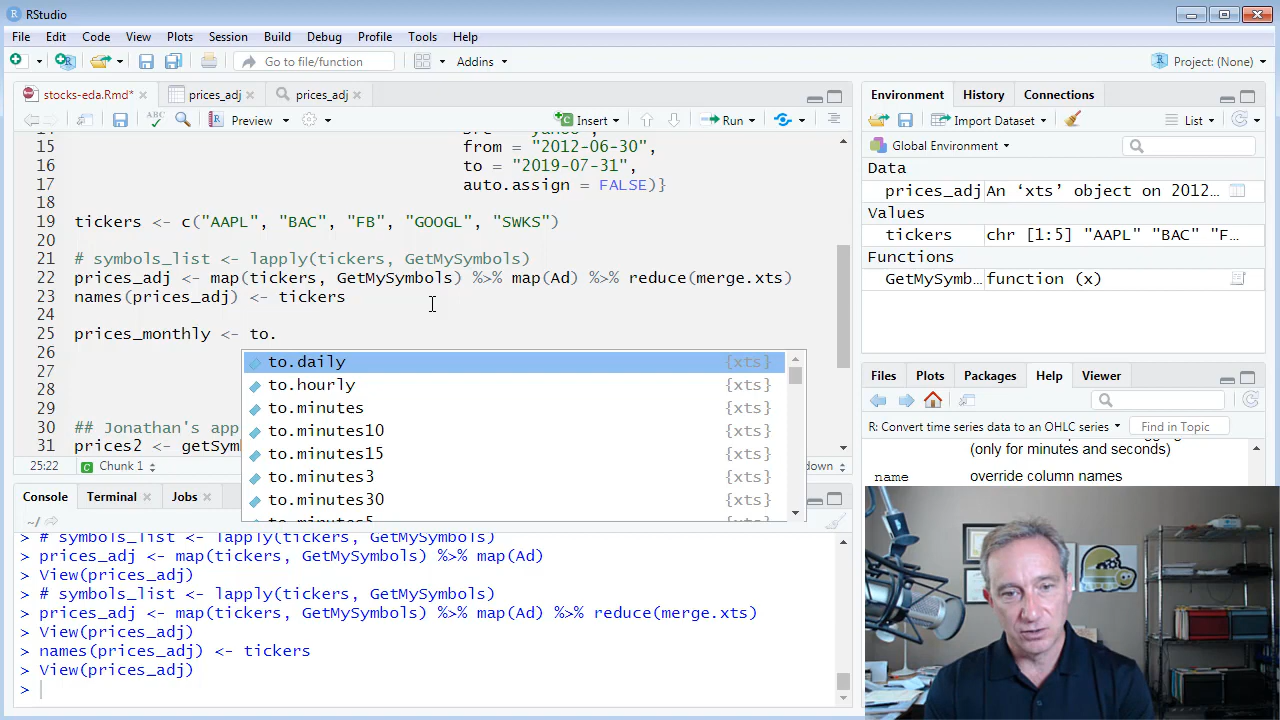 RStudio
File Edit Code View Plots Session Build Debug Profile Tools Help
Go to file/function Addins Project: (None)
stocks-eda.Rmd* prices_adj prices_adj
ABC Preview Insert Run
15 from = "2012-06-30",
16 to = "2019-07-31",
17 auto.assign = FALSE)}
18
19 tickers <- c("AAPL", "BAC", "FB", "GOOGL", "SWKS")
20
21 # symbols_list <- lapply(tickers, GetMySymbols)
22 prices_adj <- map(tickers, GetMySymbols) %>% map(Ad) %>% reduce(merge.xts)
23 names(prices_adj) <- tickers
24
25 prices_monthly <- to.
26
27
28
29
30 ## Jonathan's app
31 prices2 <- getSym
to.daily {xts}
to.hourly {xts}
to.minutes {xts}
to.minutes10 {xts}
to.minutes15 {xts}
to.minutes3 {xts}
to.minutes30 {xts}
to.minutes5 {xts}
25:22 Chunk 1 down
Console Terminal Jobs
~/
> # symbols_list <- lapply(tickers, GetMySymbols)
> prices_adj <- map(tickers, GetMySymbols) %>% map(Ad)
> View(prices_adj)
> # symbols_list <- lapply(tickers, GetMySymbols)
> prices_adj <- map(tickers, GetMySymbols) %>% reduce(merge.xts)
> View(prices_adj)
> names(prices_adj) <- tickers
> View(prices_adj)
>
Environment History Connections
Import Dataset List
Global Environment
Data
prices_adj An ‘xts’ object on 2012…
Values
tickers chr [1:5] "AAPL" "BAC" "F…
Functions
GetMySymb… function (x)
Files Plots Packages Help Viewer
R: Convert time series data to an OHLC series Find in Topic
(only for minutes and seconds)
name override column names